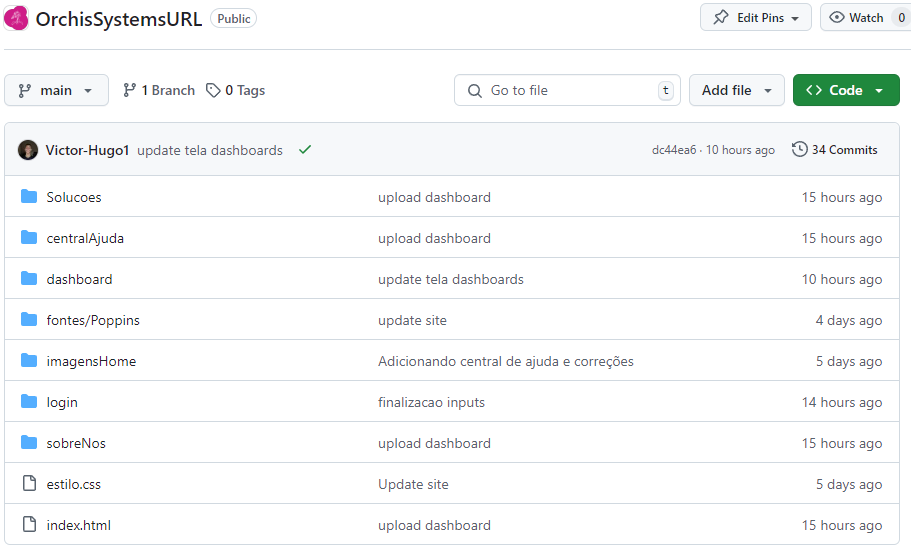 OrchisSystemsURL Public Edit Pins Watch 0
main 1 Branch 0 Tags Go to file t Add file Code
Victor-Hugo1 update tela dashboards dc44ea6 · 10 hours ago 34 Commits
Solucoes upload dashboard 15 hours ago
centralAjuda upload dashboard 15 hours ago
dashboard update tela dashboards 10 hours ago
fontes/Poppins update site 4 days ago
imagensHome Adicionando central de ajuda e correções 5 days ago
login finalizacao inputs 14 hours ago
sobreNos upload dashboard 15 hours ago
estilo.css Update site 5 days ago
index.html upload dashboard 15 hours ago